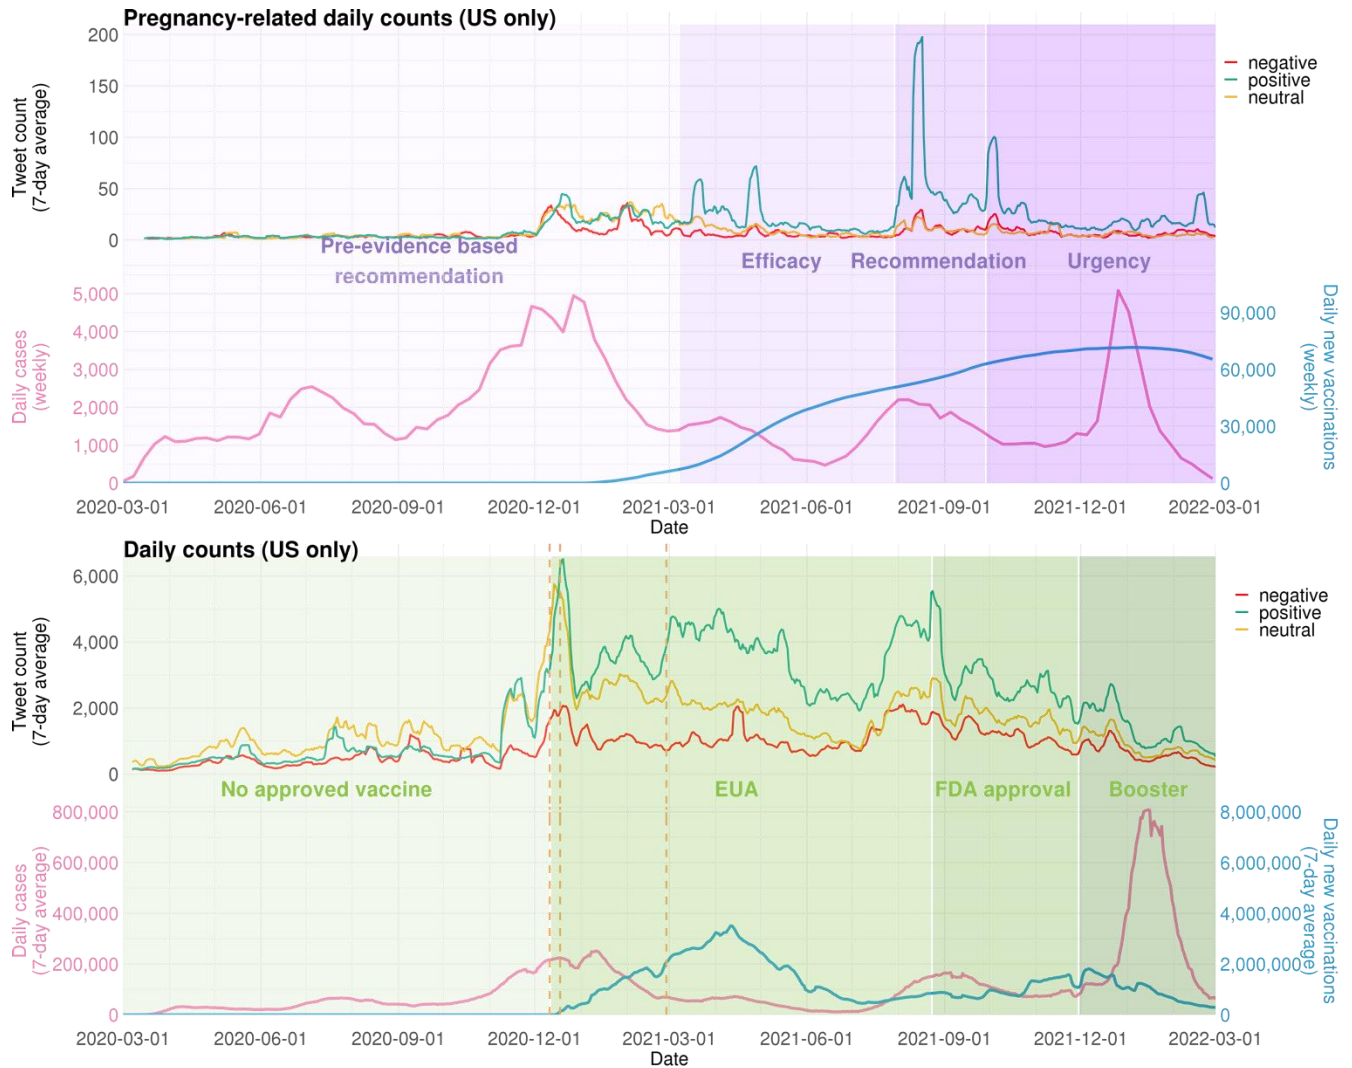 Pregnancy-related daily counts (US only)
Tweet count
(7-day average)
200
150
100
50
0
negative
positive
neutral
Pre-evidence based
recommendation
Efficacy
Recommendation
Urgency
Daily cases
(weekly)
5,000
4,000
3,000
2,000
1,000
0
Daily new vaccinations
(weekly)
90,000
60,000
30,000
0
2020-03-01
2020-06-01
2020-09-01
2020-12-01
2021-03-01
2021-06-01
2021-09-01
2021-12-01
2022-03-01
Date
Daily counts (US only)
Tweet count
(7-day average)
6,000
4,000
2,000
0
negative
positive
neutral
No approved vaccine
EUA
FDA approval
Booster
Daily cases
(7-day average)
800,000
600,000
400,000
200,000
0
Daily new vaccinations
(7-day average)
8,000,000
6,000,000
4,000,000
2,000,000
0
2020-03-01
2020-06-01
2020-09-01
2020-12-01
2021-03-01
2021-06-01
2021-09-01
2021-12-01
2022-03-01
Date